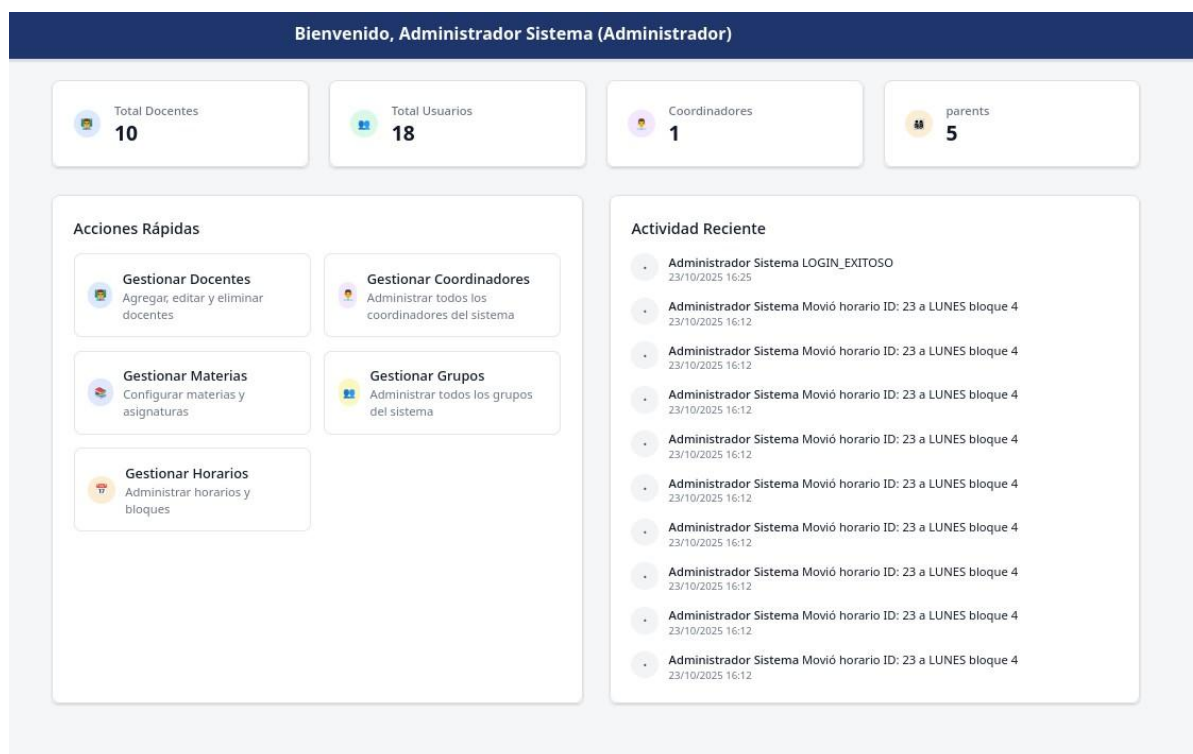 Bienvenido, Administrador Sistema (Administrador)
Total Docentes
10
Total Usuarios
18
Coordinadores
1
parents
5
Acciones Rápidas
Gestionar Docentes
Agregar, editar y eliminar
docentes
Gestionar Coordinadores
Administrar todos los
coordinadores del sistema
Gestionar Materias
Configurar materias y
asignaturas
Gestionar Grupos
Administrar todos los grupos
del sistema
Gestionar Horarios
Administrar horarios y
bloques
Actividad Reciente
Administrador Sistema LOGIN_EXITOSO
23/10/2025 16:25
Administrador Sistema Movió horario ID: 23 a LUNES bloque 4
23/10/2025 16:12
Administrador Sistema Movió horario ID: 23 a LUNES bloque 4
23/10/2025 16:12
Administrador Sistema Movió horario ID: 23 a LUNES bloque 4
23/10/2025 16:12
Administrador Sistema Movió horario ID: 23 a LUNES bloque 4
23/10/2025 16:12
Administrador Sistema Movió horario ID: 23 a LUNES bloque 4
23/10/2025 16:12
Administrador Sistema Movió horario ID: 23 a LUNES bloque 4
23/10/2025 16:12
Administrador Sistema Movió horario ID: 23 a LUNES bloque 4
23/10/2025 16:12
Administrador Sistema Movió horario ID: 23 a LUNES bloque 4
23/10/2025 16:12
Administrador Sistema Movió horario ID: 23 a LUNES bloque 4
23/10/2025 16:12